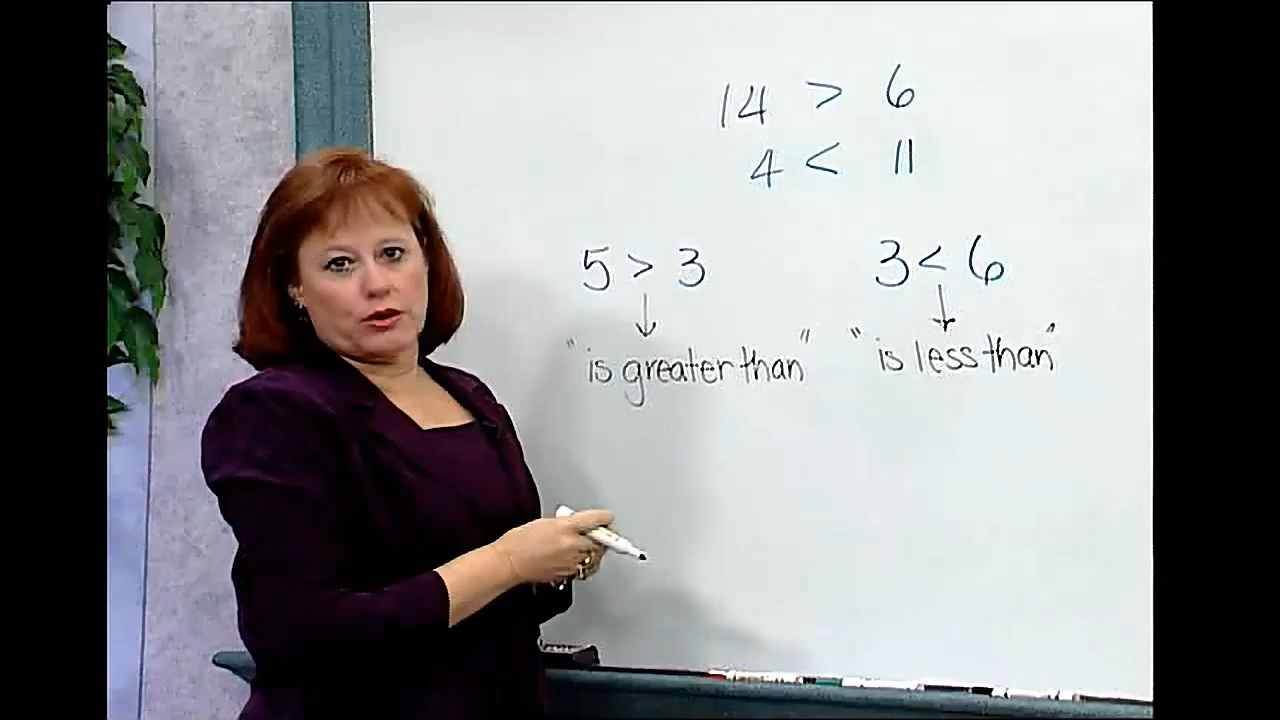 14 > 6
4 < 11
5 > 3
3 < 6
"is greater than"
"is less than"